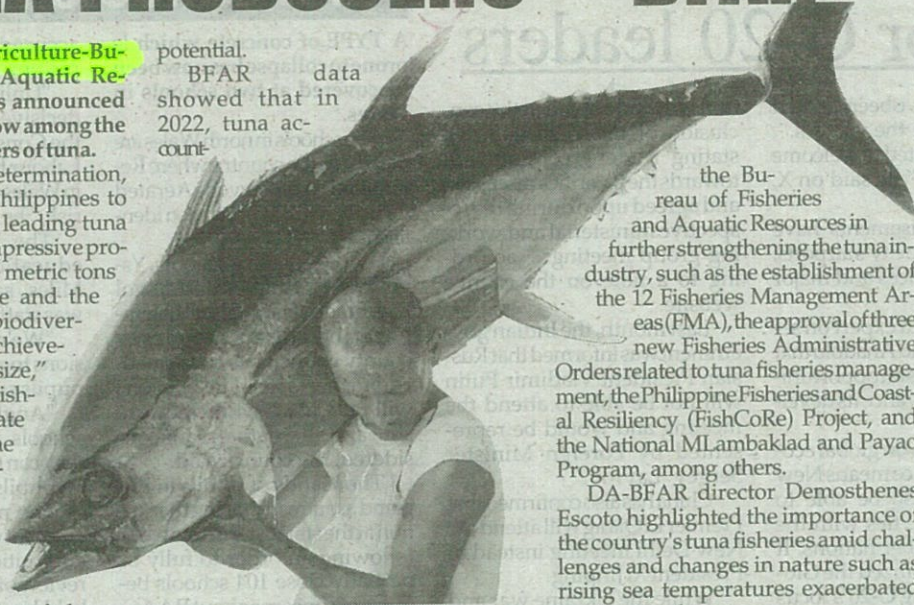 riculture-Bu-
Aquatic Re-
s announced
ow among the
ers of tuna.
etermination,
hilippines to
leading tuna
pressive pro-
metric tons
e and the
biodiver-
chieve-
size,"
ish-
ate
potential.
BFAR data
showed that in
2022, tuna ac-
count-
the Bu-
reau of Fisheries
and Aquatic Resources in
further strengthening the tuna in-
dustry, such as the establishment of
the 12 Fisheries Management Ar-
eas (FMA), the approval of three
new Fisheries Administrative
Orders related to tuna fisheries manage-
ment, the Philippine Fisheries and Coast-
al Resiliency (FishCoRe) Project, and
the National MLambaklad and Payao
Program, among others.
DA-BFAR director Demosthenes
Escoto highlighted the importance of
the country's tuna fisheries amid chal-
lenges and changes in nature such as
rising sea temperatures exacerbated